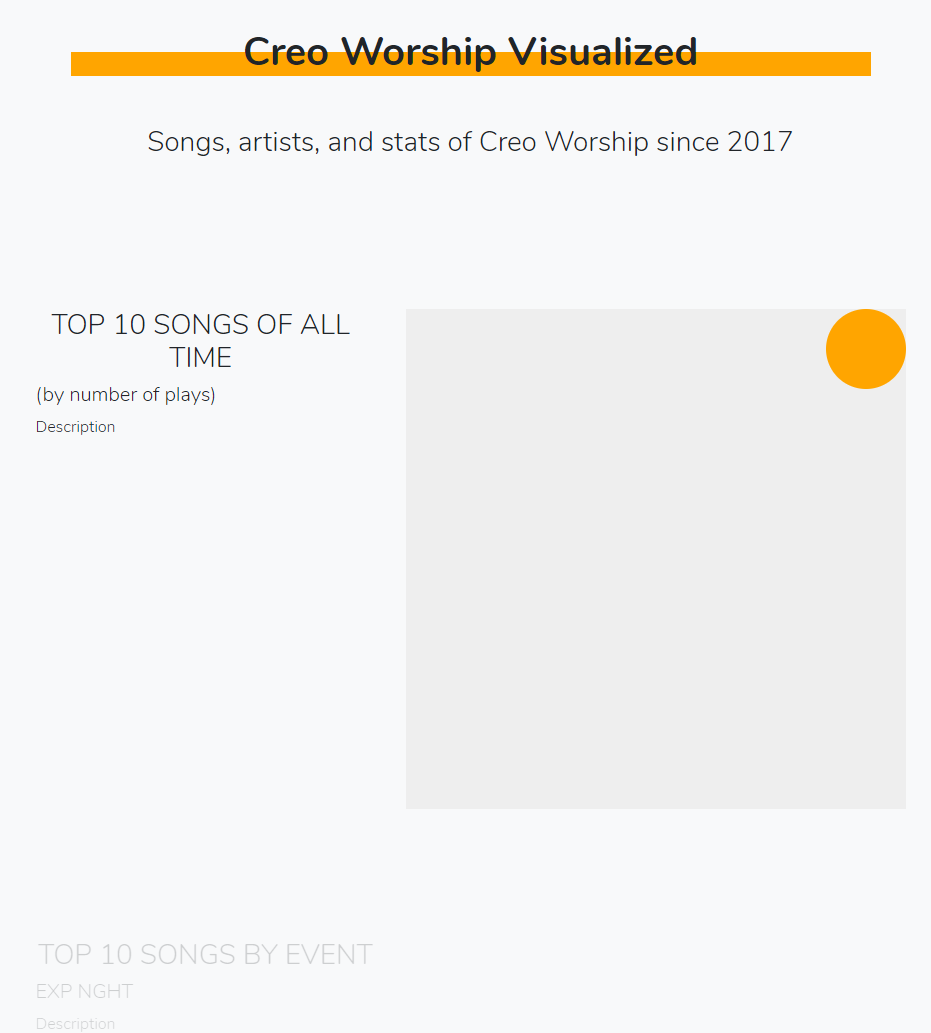 Creo Worship Visualized
Songs, artists, and stats of Creo Worship since 2017
TOP 10 SONGS OF ALL
TIME
(by number of plays)
Description
TOP 10 SONGS BY EVENT
EXP NGHT
Description